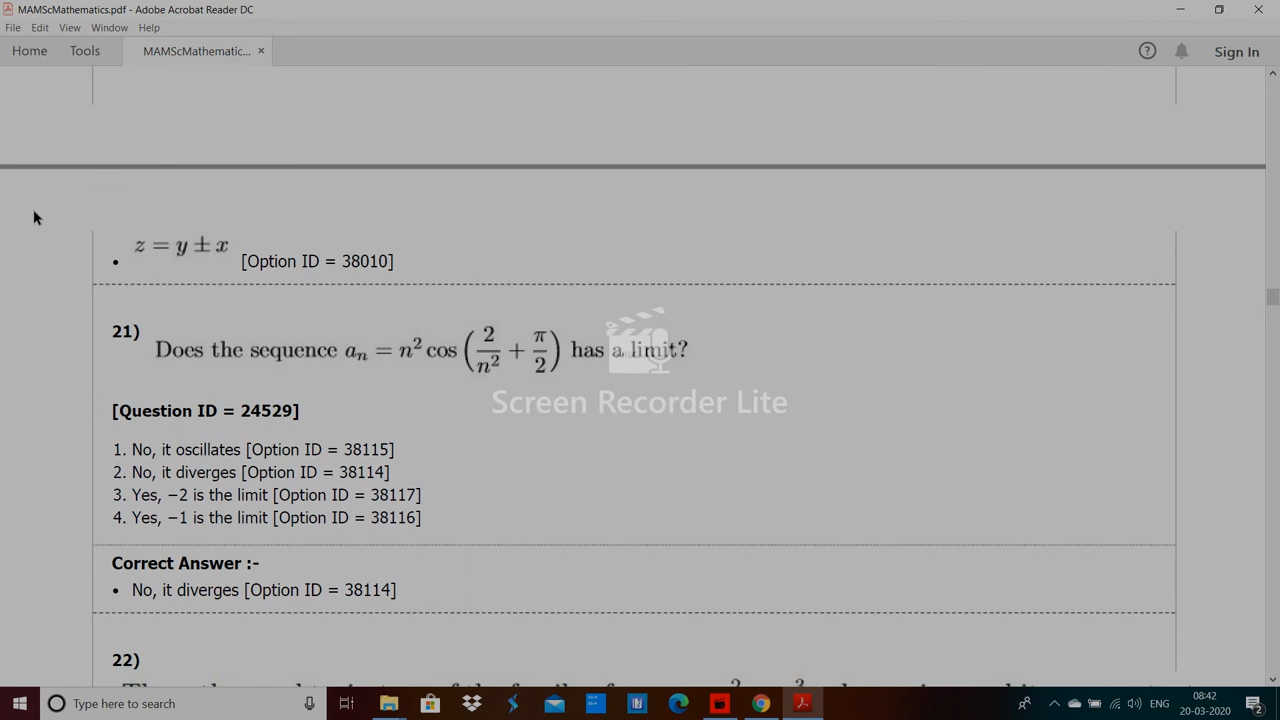 MAMScMathematics.pdf - Adobe Acrobat Reader DC
File Edit View Window Help
Home Tools MAMScMathematic... × Sign In
z = y ± x [Option ID = 38010]
21)
Does the sequence aₙ = n² cos (2/n² + π/2) has a limit?
Screen Recorder Lite
[Question ID = 24529]
1. No, it oscillates [Option ID = 38115]
2. No, it diverges [Option ID = 38114]
3. Yes, −2 is the limit [Option ID = 38117]
4. Yes, −1 is the limit [Option ID = 38116]
Correct Answer :-
• No, it diverges [Option ID = 38114]
22)
Type here to search
ENG
08:42
20-03-2020
2